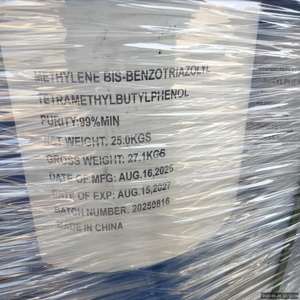 METHYLENE BIS-BENZOTRIAZOLYL
TETRAMETHYLBUTYLPHENOL
PURITY:99%MIN
NET WEIGHT: 25.0KGS
GROSS WEIGHT: 27.1KGS
DATE OF MFG: AUG.16,2025
DATE OF EXP: AUG.15,2027
BATCH NUMBER: 20250816
MADE IN CHINA